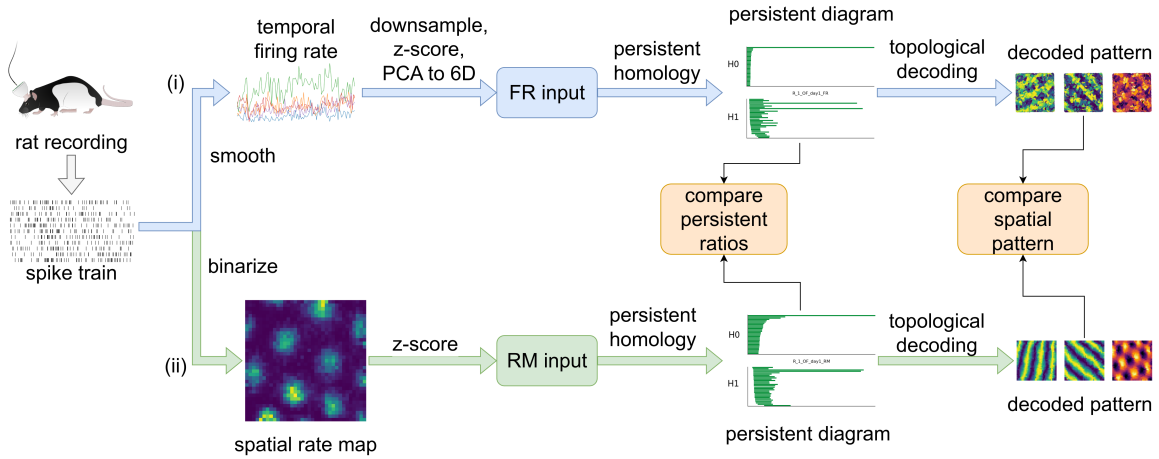 persistent diagram
temporal
firing rate
downsample,
z-score,
PCA to 6D
persistent
homology
topological
decoding
decoded pattern
(i)
FR input
H0
R_1_OF_day1_FR
H1
rat recording
smooth
compare
persistent
ratios
compare
spatial
pattern
spike train
binarize
(ii)
z-score
RM input
persistent
homology
H0
R_1_OF_day1_RM
H1
topological
decoding
decoded pattern
spatial rate map
persistent diagram